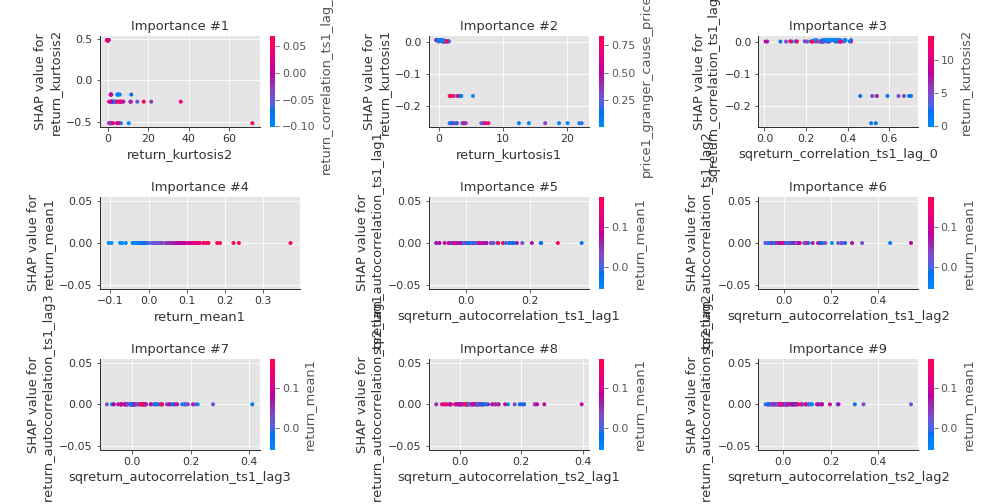 Importance #1
SHAP value for
return_kurtosis2
0.5
0.0
−0.5
0
20
40
60
return_kurtosis2
0.05
0.00
−0.05
−0.10
return_correlation_ts1_lag_
Importance #2
SHAP value for
return_kurtosis1
0.0
−0.1
−0.2
0
10
20
return_kurtosis1
0.75
0.50
0.25
price1_granger_cause_price
Importance #3
SHAP value for
sqreturn_correlation_ts1_lag_
0.0
−0.1
−0.2
0.0
0.2
0.4
0.6
sqreturn_correlation_ts1_lag_0
10
5
0
return_kurtosis2
Importance #4
SHAP value for
return_mean1
0.05
0.00
−0.05
−0.1
0.0
0.1
0.2
0.3
return_mean1
Importance #5
SHAP value for
sqreturn_autocorrelation_ts1_lag1
0.05
0.00
−0.05
0.0
0.2
sqreturn_autocorrelation_ts1_lag1
0.1
0.0
return_mean1
Importance #6
SHAP value for
sqreturn_autocorrelation_ts1_lag2
0.05
0.00
−0.05
0.0
0.2
0.4
sqreturn_autocorrelation_ts1_lag2
0.1
0.0
return_mean1
Importance #7
SHAP value for
sqreturn_autocorrelation_ts1_lag3
0.05
0.00
−0.05
0.0
0.2
0.4
sqreturn_autocorrelation_ts1_lag3
0.1
0.0
return_mean1
Importance #8
SHAP value for
sqreturn_autocorrelation_ts2_lag1
0.05
0.00
−0.05
0.0
0.2
0.4
sqreturn_autocorrelation_ts2_lag1
0.1
0.0
return_mean1
Importance #9
SHAP value for
sqreturn_autocorrelation_ts2_lag2
0.05
0.00
−0.05
0.0
0.2
0.4
sqreturn_autocorrelation_ts2_lag2
0.1
0.0
return_mean1